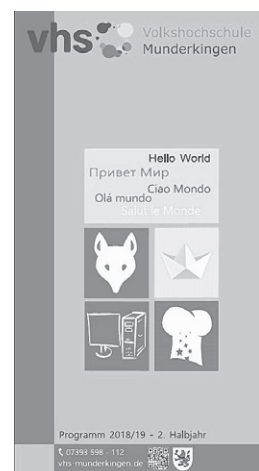 vhs Volkshochschule
Munderkingen
Hello World
Привет Мир
Ciao Mondo
Olá mundo
Salut le Monde
Programm 2018/19 - 2. Halbjahr
07393 598 - 112
vhs-munderkingen.de